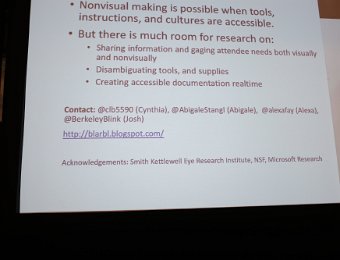 • Nonvisual making is possible when tools,
instructions, and cultures are accessible.
• But there is much room for research on:
• Sharing information and gaging attendee needs both visually
and nonvisually
• Disambiguating tools, and supplies
• Creating accessible documentation realtime
Contact: @clb5590 (Cynthia), @AbigaleStangl (Abigale), @alexafay (Alexa),
@BerkeleyBlink (Josh)
http://blarbl.blogspot.com/
Acknowledgements: Smith Kettlewell Eye Research Institute, NSF, Microsoft Research